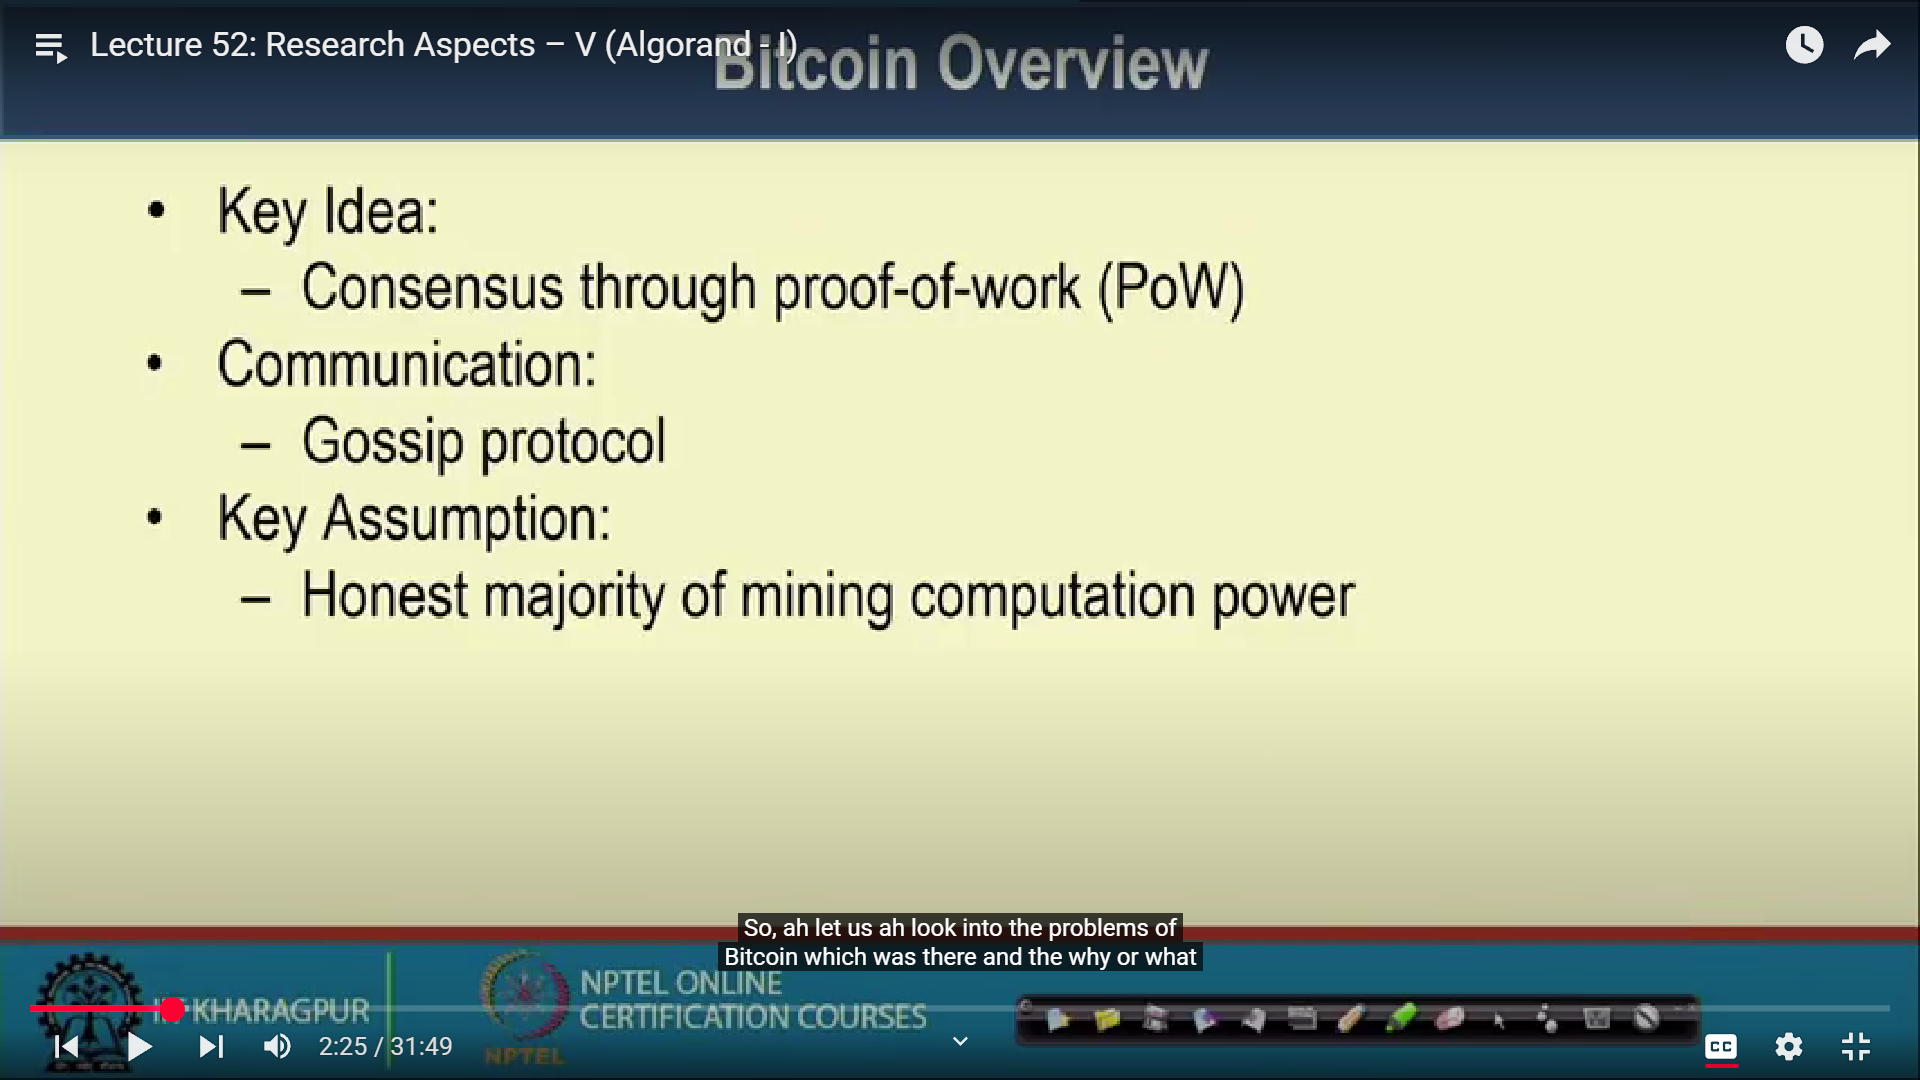 Lecture 52: Research Aspects – V (Algorand - I)
Bitcoin Overview
• Key Idea:
– Consensus through proof-of-work (PoW)
• Communication:
– Gossip protocol
• Key Assumption:
– Honest majority of mining computation power
So, ah let us ah look into the problems of
Bitcoin which was there and the why or what
IIT KHARAGPUR
NPTEL ONLINE
CERTIFICATION COURSES
NPTEL
2:25 / 31:49
CC